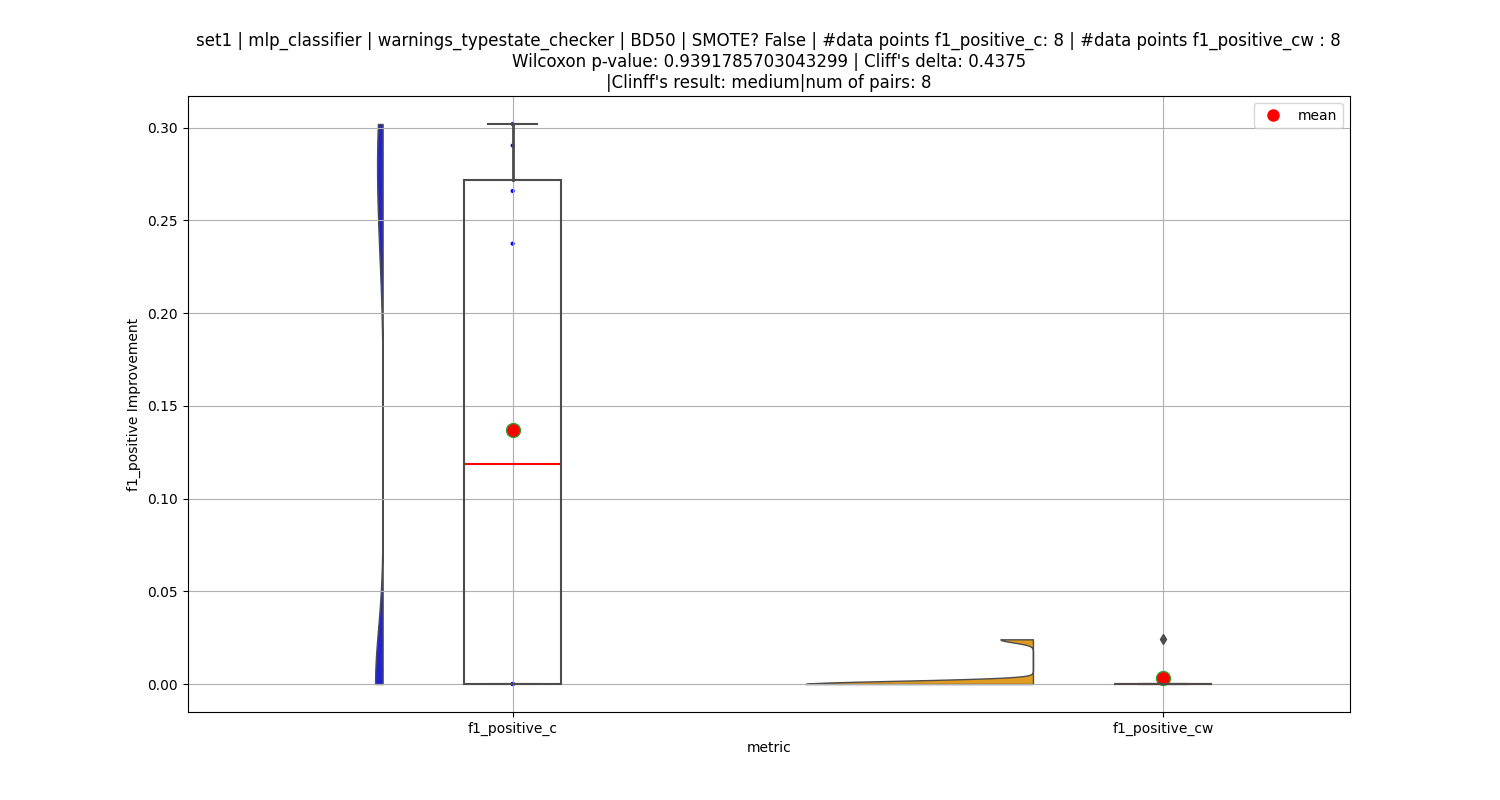 set1 | mlp_classifier | warnings_typestate_checker | BD50 | SMOTE? False | #data points f1_positive_c: 8 | #data points f1_positive_cw : 8
Wilcoxon p-value: 0.9391785703043299 | Cliff's delta: 0.4375
|Clinff's result: medium|num of pairs: 8
mean
0.30
0.25
0.20
0.15
0.10
0.05
0.00
f1_positive Improvement
f1_positive_c
f1_positive_cw
metric